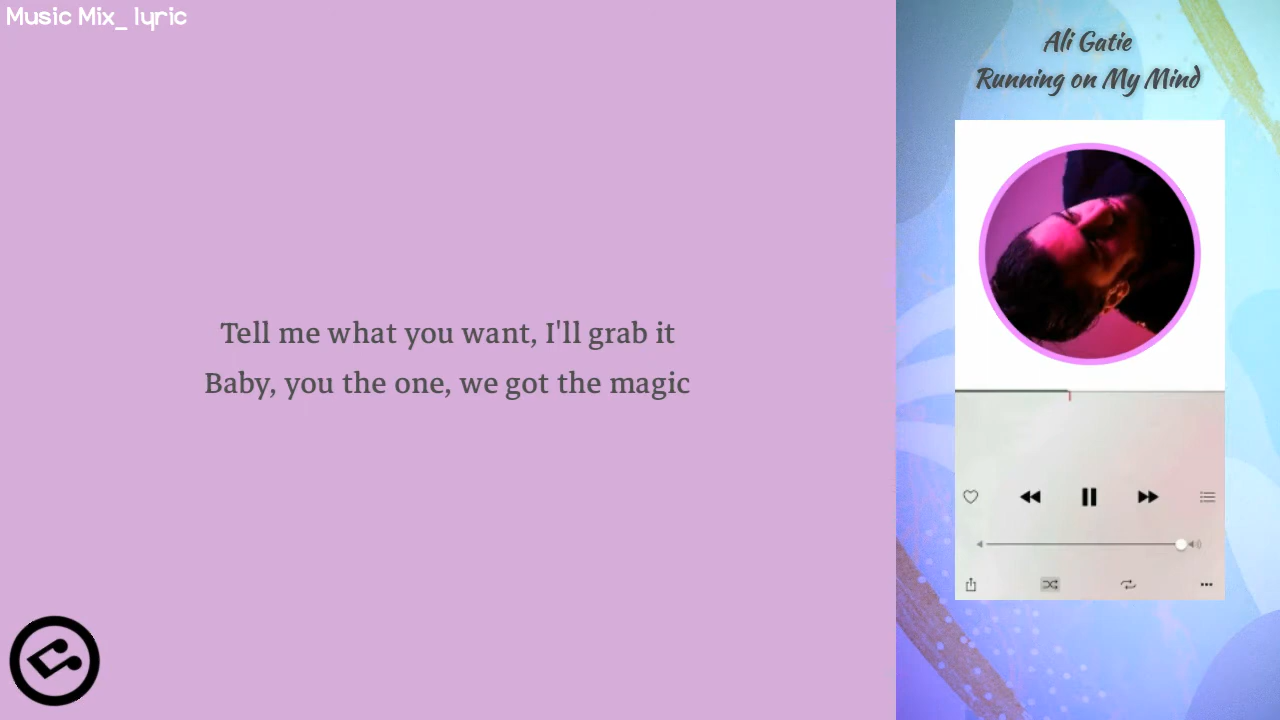 Music Mix_ lyric
Ali Gatie
Running on My Mind
Tell me what you want, I'll grab it
Baby, you the one, we got the magic